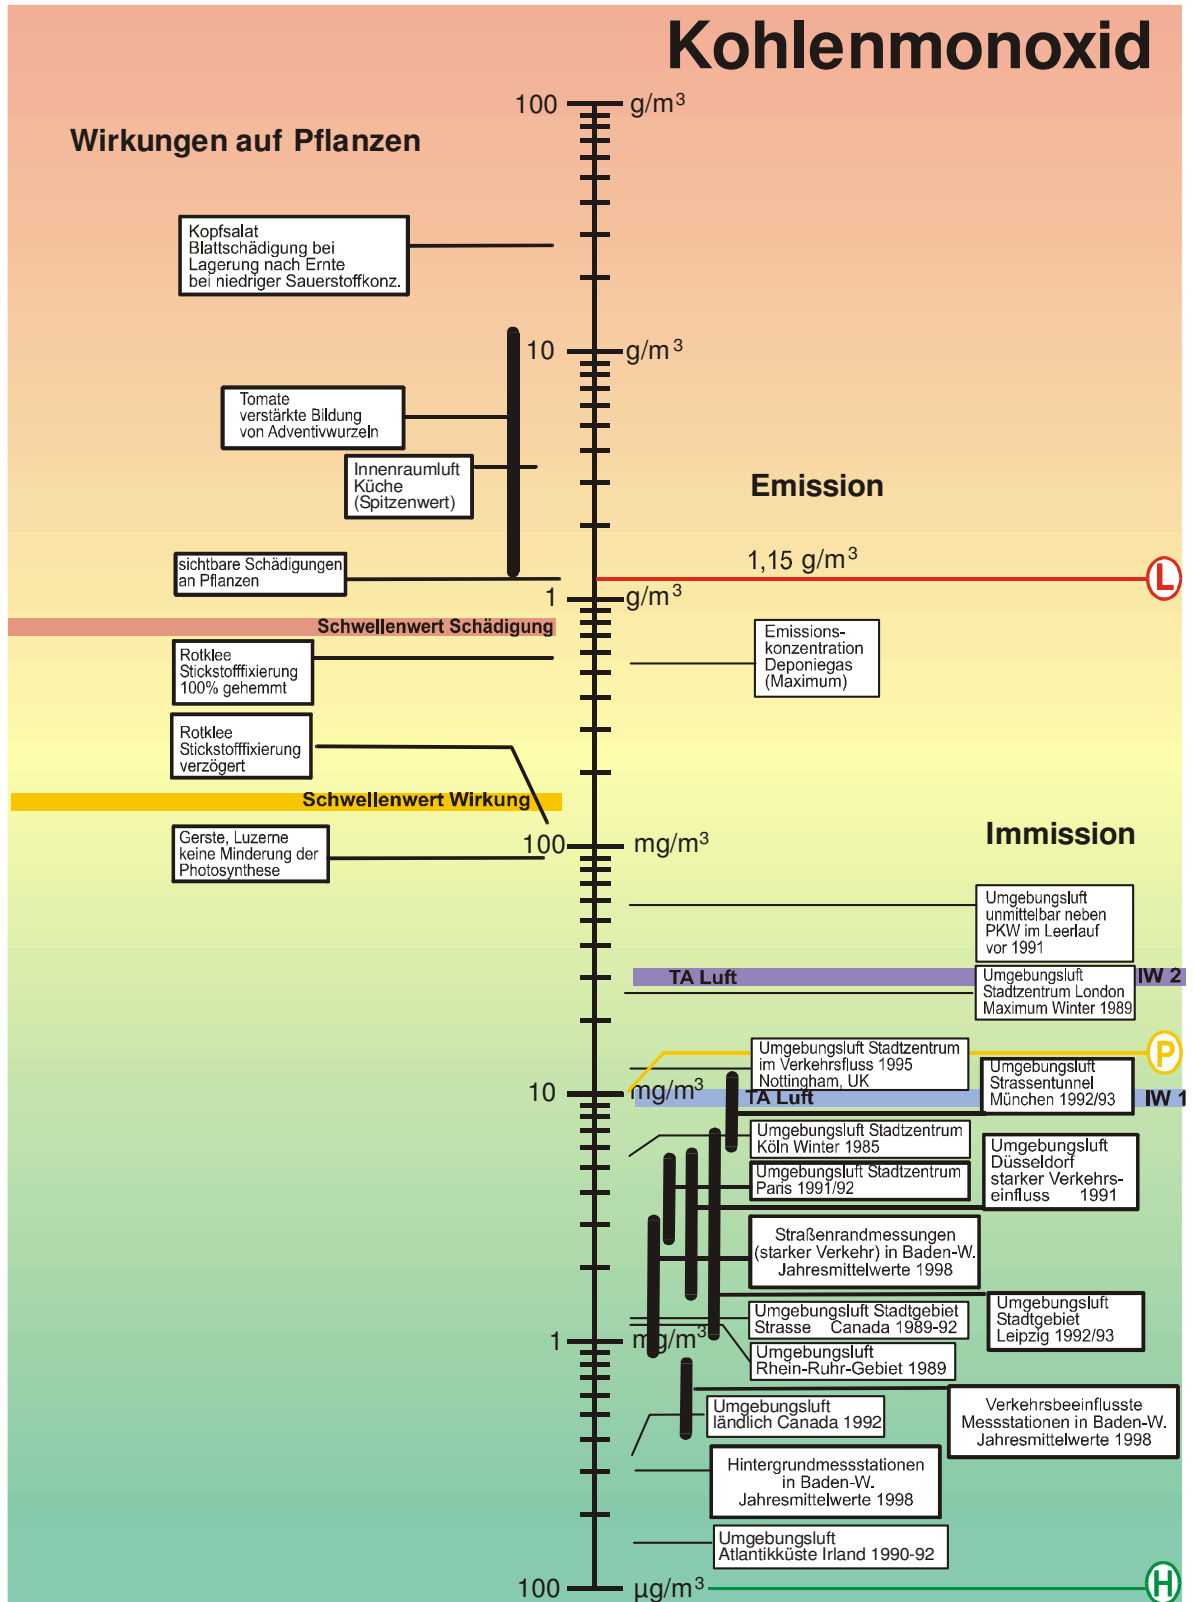 Kohlenmonoxid
100 g/m³
Wirkungen auf Pflanzen
Kopfsalat
Blattschädigung bei
Lagerung nach Ernte
bei niedriger Sauerstoffkonz.
10 g/m³
Tomate
verstärkte Bildung
von Adventivwurzeln
Innenraumluft
Küche
(Spitzenwert)
Emission
1,15 g/m³
L
sichtbare Schädigungen
an Pflanzen
1 g/m³
Schwellenwert Schädigung
Emissions-
konzentration
Deponiegas
(Maximum)
Rotklee
Stickstofffixierung
100% gehemmt
Rotklee
Stickstofffixierung
verzögert
Schwellenwert Wirkung
Gerste, Luzerne
keine Minderung der
Photosynthese
100 mg/m³
Immission
Umgebungsluft
unmittelbar neben
PKW im Leerlauf
vor 1991
TA Luft IW 2
Umgebungsluft
Stadtzentrum London
Maximum Winter 1989
P
Umgebungsluft Stadtzentrum
im Verkehrsfluss 1995
Nottingham, UK
Umgebungsluft
Strassentunnel
München 1992/93
10 mg/m³
TA Luft IW 1
Umgebungsluft Stadtzentrum
Köln Winter 1985
Umgebungsluft
Düsseldorf
starker Verkehrs-
einfluss 1991
Umgebungsluft Stadtzentrum
Paris 1991/92
Straßenrandmessungen
(starker Verkehr) in Baden-W.
Jahresmittelwerte 1998
Umgebungsluft Stadtgebiet
Strasse Canada 1989-92
Umgebungsluft
Stadtgebiet
Leipzig 1992/93
1 mg/m³
Umgebungsluft
Rhein-Ruhr-Gebiet 1989
Umgebungsluft
ländlich Canada 1992
Verkehrsbeeinflusste
Messstationen in Baden-W.
Jahresmittelwerte 1998
Hintergrundmessstationen
in Baden-W.
Jahresmittelwerte 1998
Umgebungsluft
Atlantikküste Irland 1990-92
100 µg/m³
H